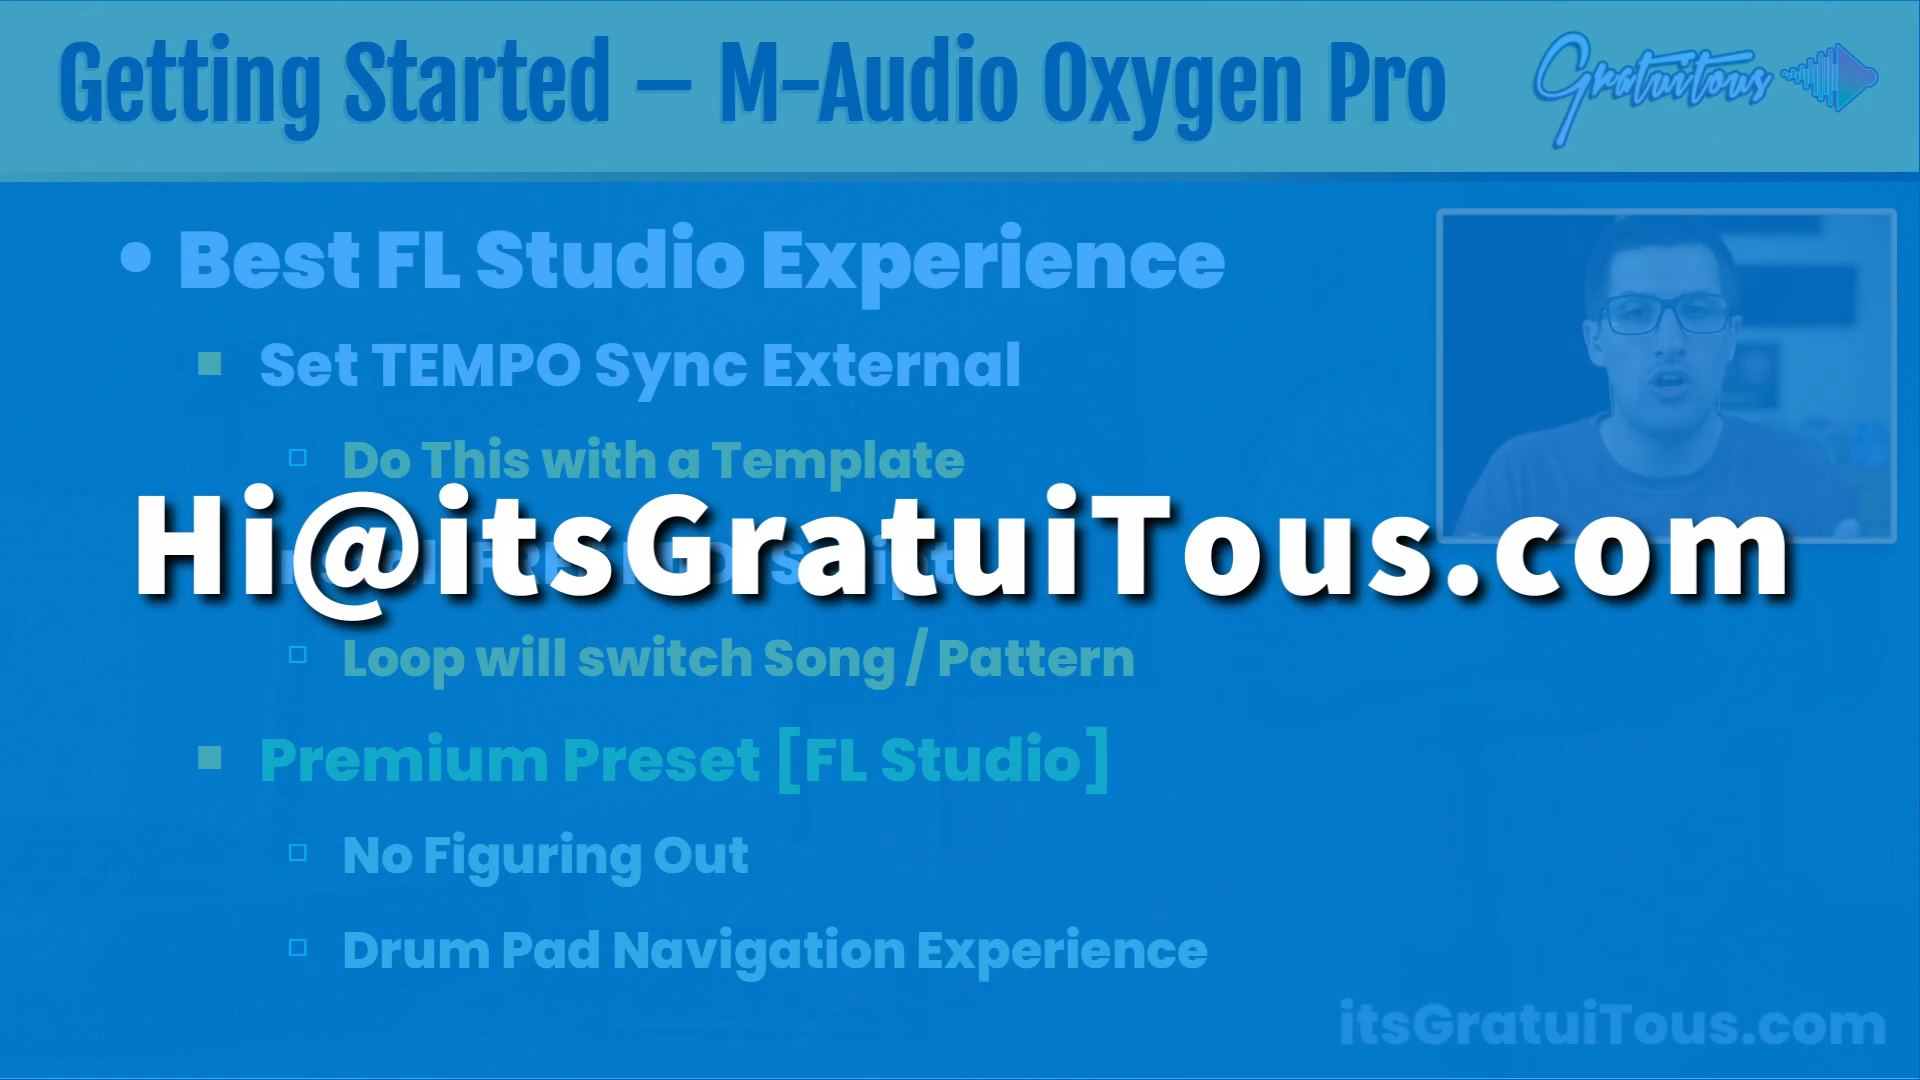 Getting Started – M-Audio Oxygen Pro
Gratuitous
• Best FL Studio Experience
Set TEMPO Sync External
Do This with a Template
Hi@itsGratuiTous.com
Loop will switch Song / Pattern
Premium Preset [FL Studio]
No Figuring Out
Drum Pad Navigation Experience
itsGratuiTous.com